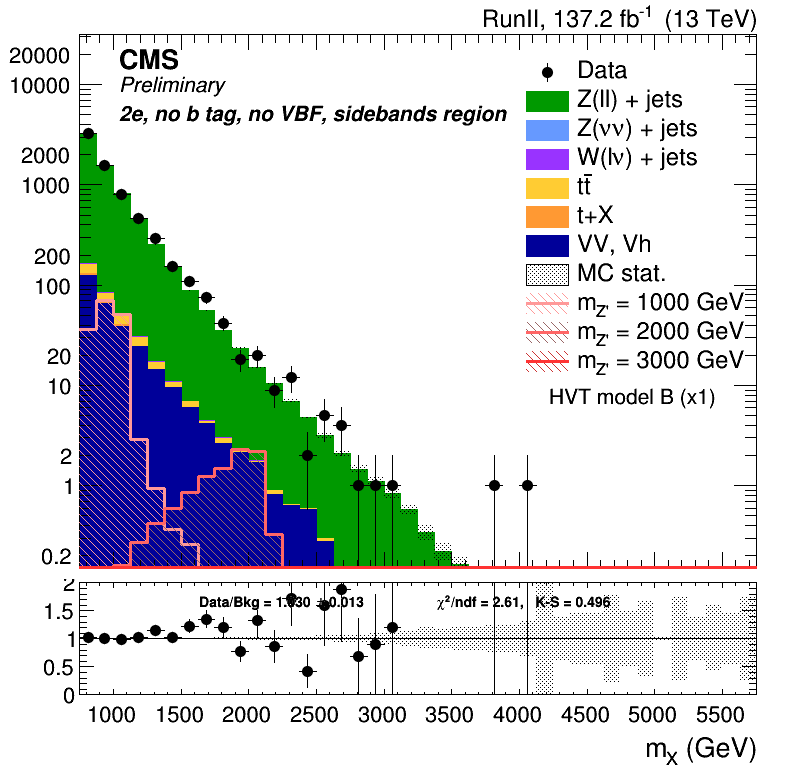 RunII, 137.2 fb⁻¹ (13 TeV)
CMS
Preliminary
2e, no b tag, no VBF, sidebands region
Data
Z(ll) + jets
Z(νν) + jets
W(lν) + jets
tt̄
t+X
VV, Vh
MC stat.
m_Z' = 1000 GeV
m_Z' = 2000 GeV
m_Z' = 3000 GeV
HVT model B (x1)
20000
10000
2000
1000
200
100
20
10
2
1
0.2
Data/Bkg = 1.030 ± 0.013
χ²/ndf = 2.61, K-S = 0.496
2
1.5
1
0.5
0
1000 1500 2000 2500 3000 3500 4000 4500 5000 5500
m_X (GeV)